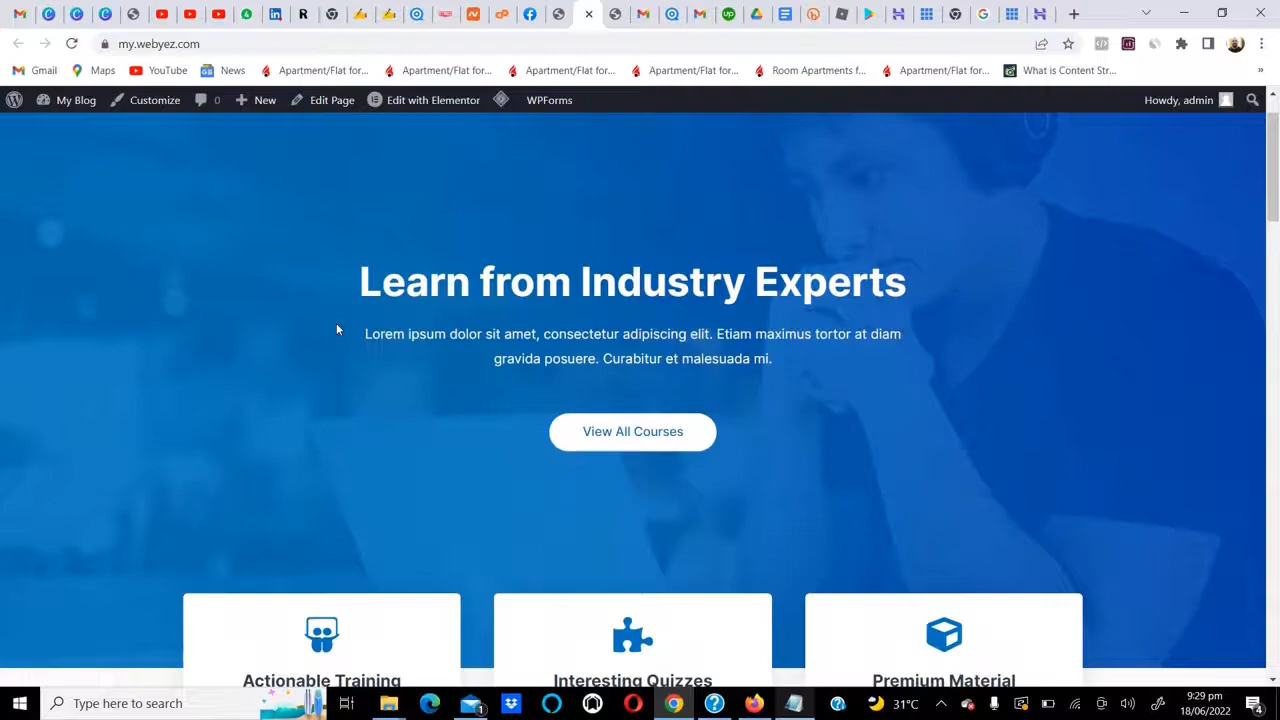 my.webyez.com
Gmail Maps YouTube News Apartment/Flat for... Apartment/Flat for... Apartment/Flat for... Apartment/Flat for... Room Apartments f... Apartment/Flat for... What is Content Str... »
My Blog Customize 0 New Edit Page Edit with Elementor WPForms Howdy, admin
Learn from Industry Experts
Lorem ipsum dolor sit amet, consectetur adipiscing elit. Etiam maximus tortor at diam
gravida posuere. Curabitur et malesuada mi.
View All Courses
Actionable Training Interesting Quizzes Premium Material
Type here to search
31°C
9:29 pm
18/06/2022